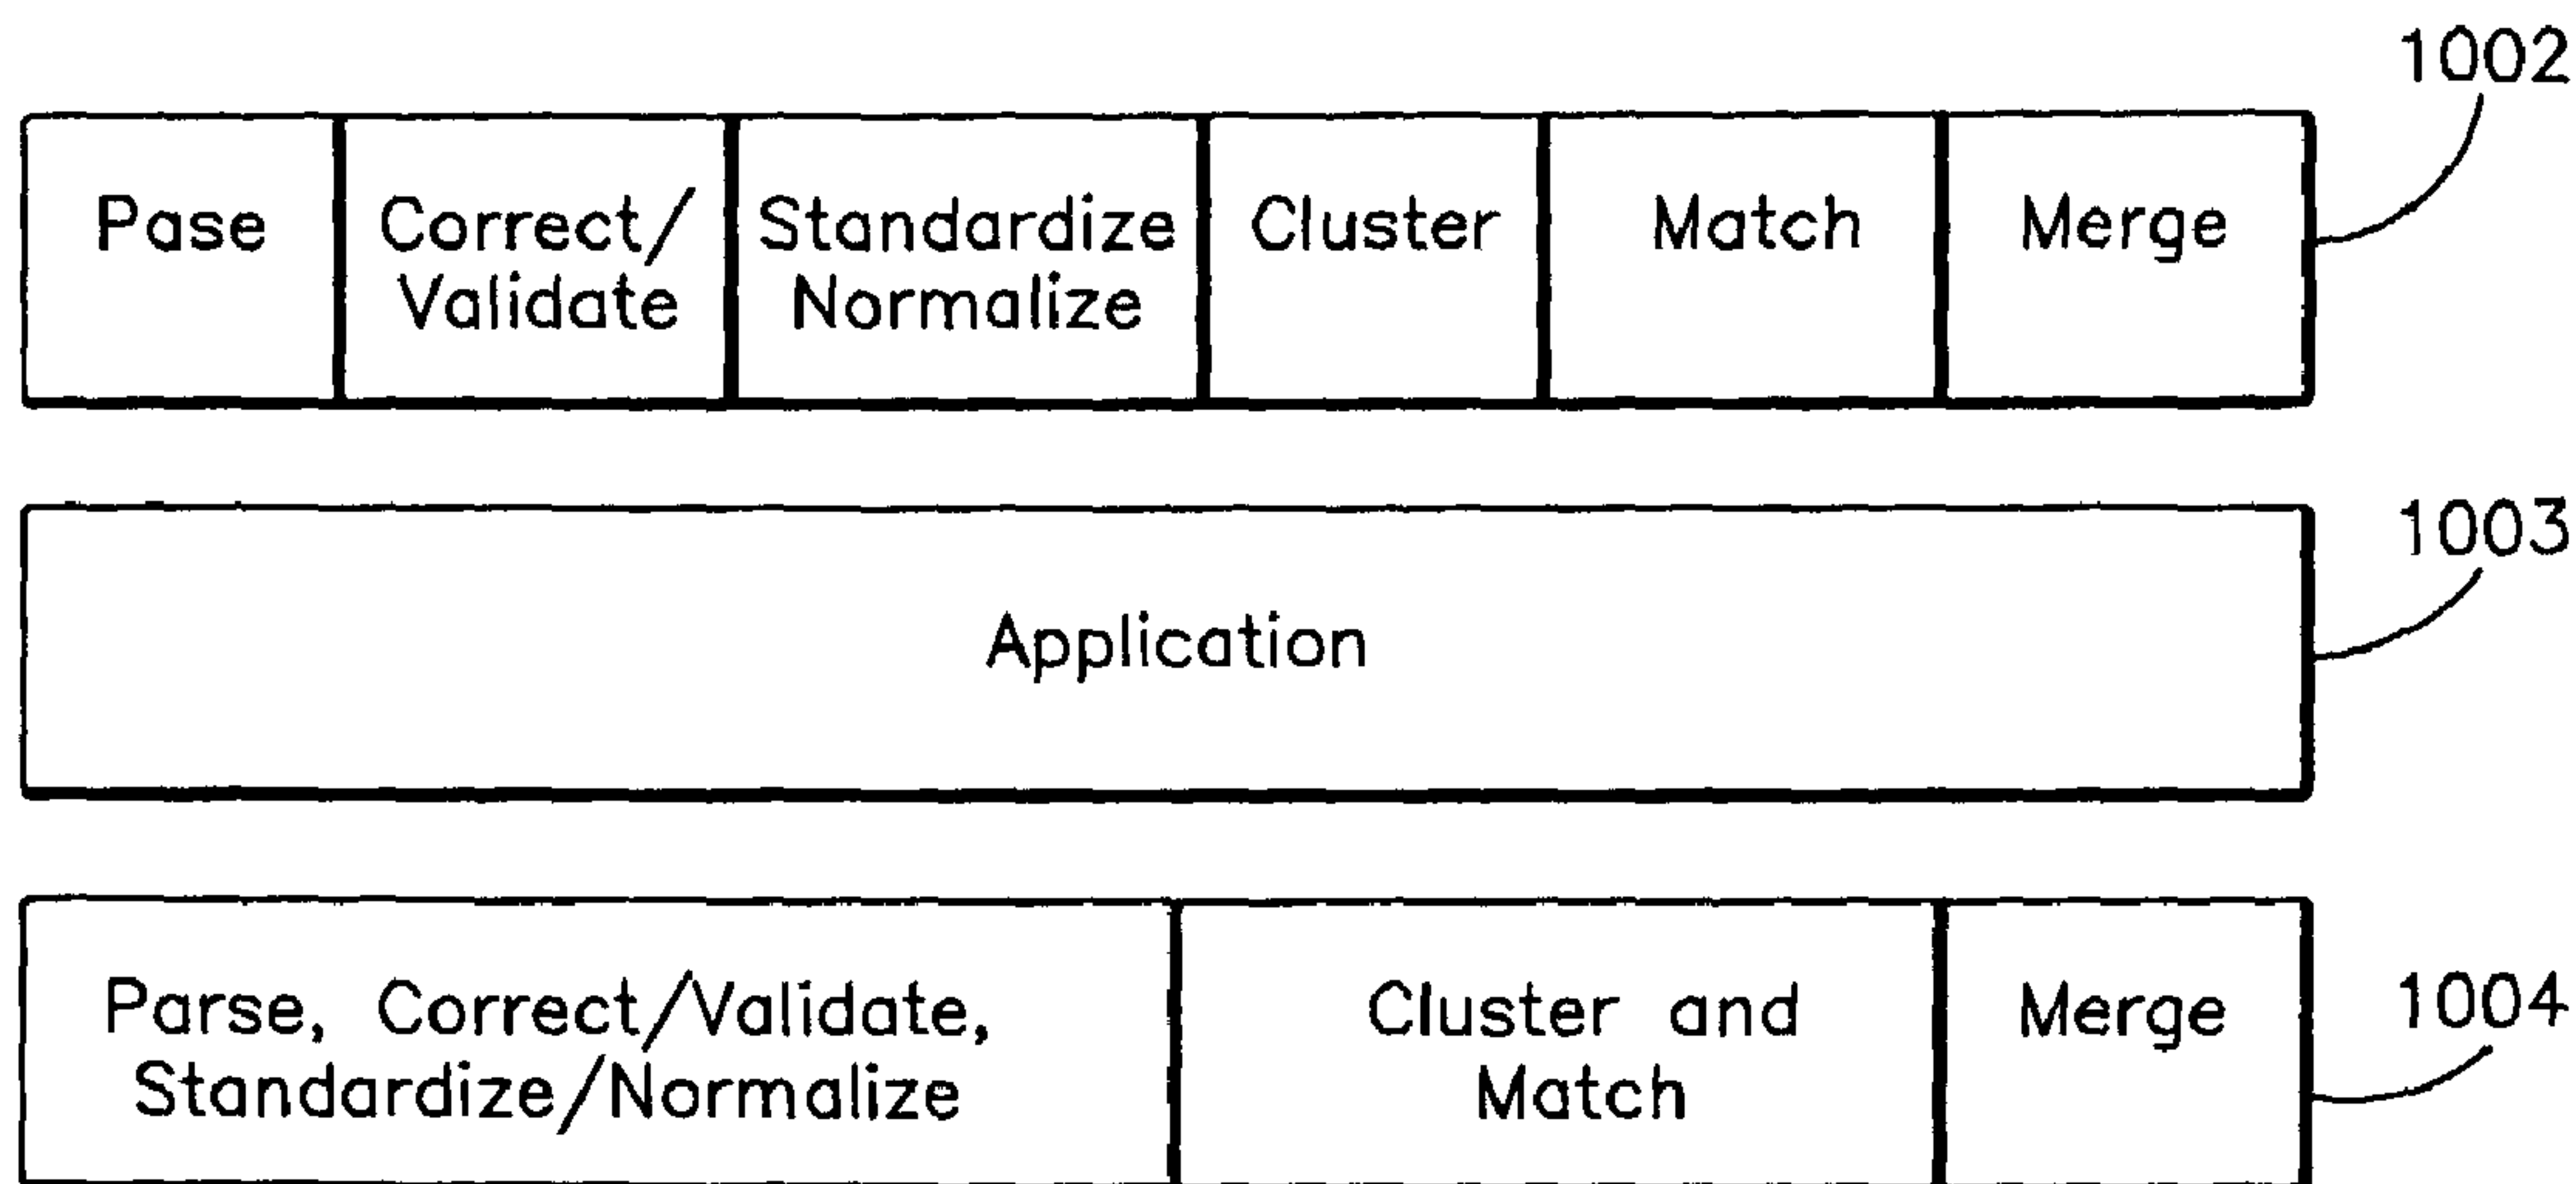 1002
Pase
Correct/
Validate
Standardize
Normalize
Cluster
Match
Merge
1003
Application
1004
Parse, Correct/Validate,
Standardize/Normalize
Cluster and
Match
Merge